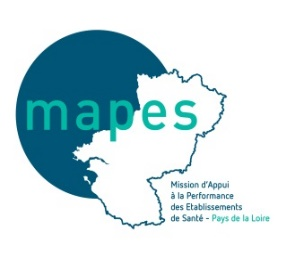 mapes
Mission d'Appui
à la Performance
des Etablissements
de Santé - Pays de la Loire